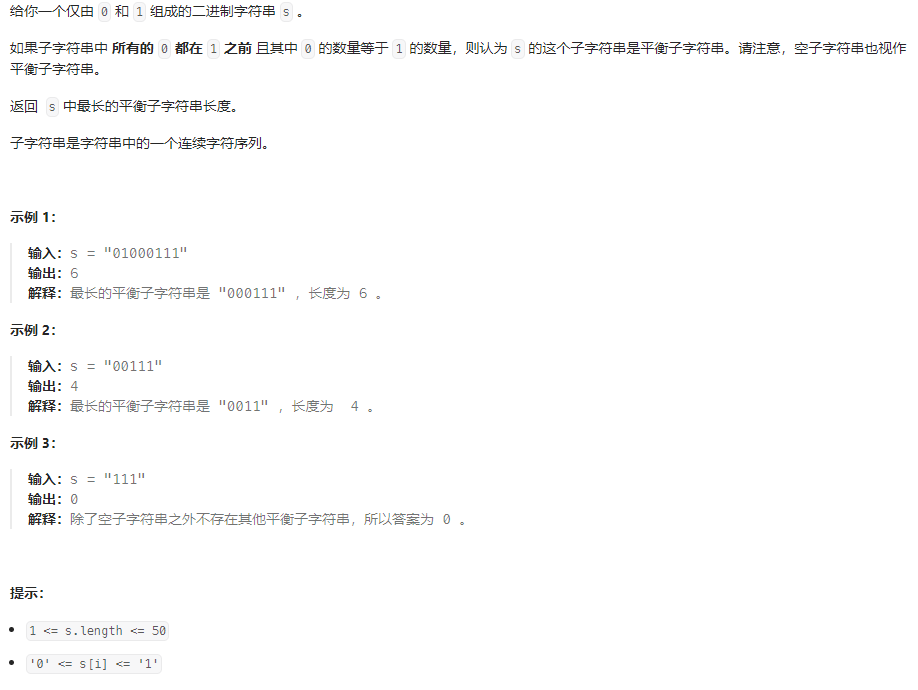 给你一个仅由 0 和 1 组成的二进制字符串 s 。
如果子字符串中 所有的 0 都在 1 之前 且其中 0 的数量等于 1 的数量，则认为 s 的这个子字符串是平衡子字符串。请注意，空子字符串也视作
平衡子字符串。
返回 s 中最长的平衡子字符串长度。
子字符串是字符串中的一个连续字符序列。
示例 1：
输入：s = "01000111"
输出：6
解释：最长的平衡子字符串是 "000111" ，长度为 6 。
示例 2：
输入：s = "00111"
输出：4
解释：最长的平衡子字符串是 "0011" ，长度为 4 。
示例 3：
输入：s = "111"
输出：0
解释：除了空子字符串之外不存在其他平衡子字符串，所以答案为 0 。
提示：
• 1 <= s.length <= 50
• '0' <= s[i] <= '1'